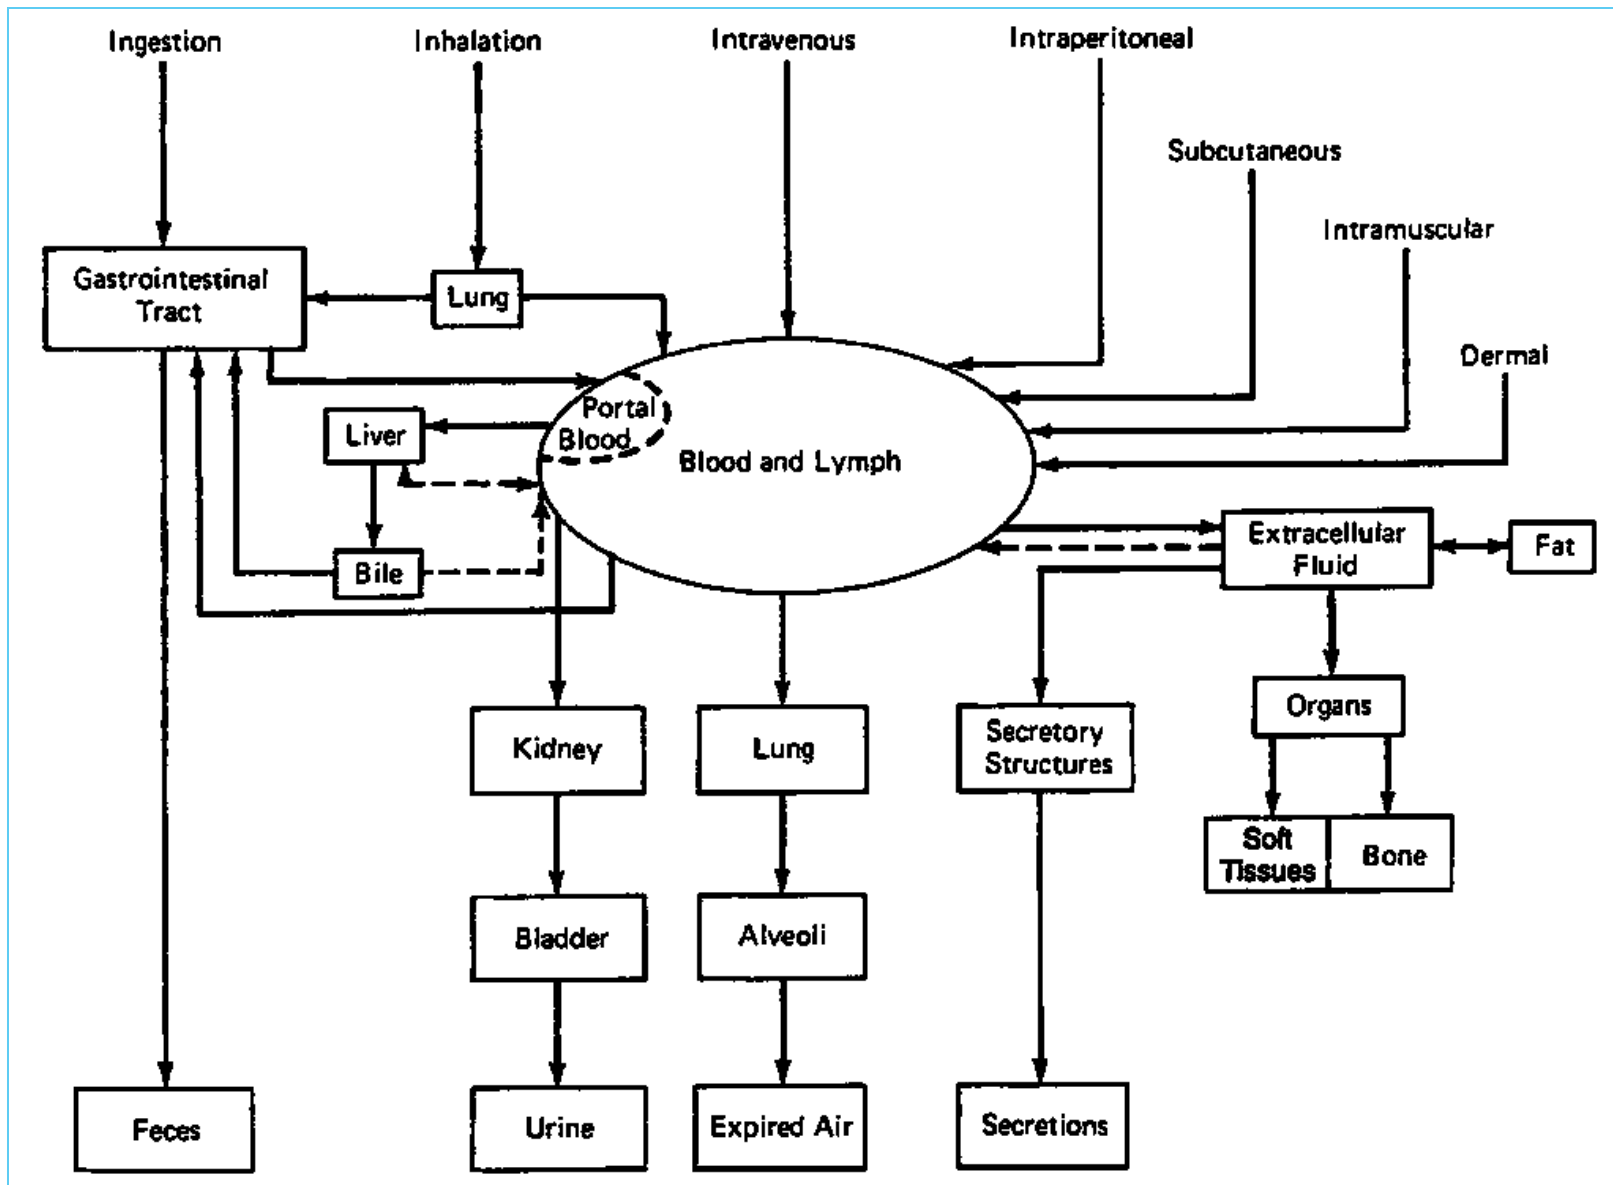 Ingestion
Inhalation
Intravenous
Intraperitoneal
Subcutaneous
Intramuscular
Dermal
Gastrointestinal
Tract
Lung
Portal
Blood
Liver
Blood and Lymph
Bile
Extracellular
Fluid
Fat
Kidney
Lung
Secretory
Structures
Organs
Soft
Tissues
Bone
Bladder
Alveoli
Feces
Urine
Expired Air
Secretions